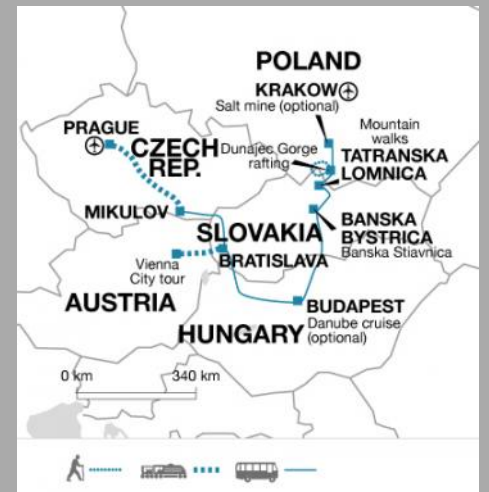 POLAND
KRAKOW
Salt mine (optional)
PRAGUE
Mountain
walks
CZECH
REP.
Dunajec Gorge
rafting
TATRANSKA
LOMNICA
MIKULOV
SLOVAKIA
BANSKA
BYSTRICA
Banska Stiavnica
BRATISLAVA
Vienna
City tour
AUSTRIA
BUDAPEST
Danube cruise
(optional)
HUNGARY
0 km
340 km